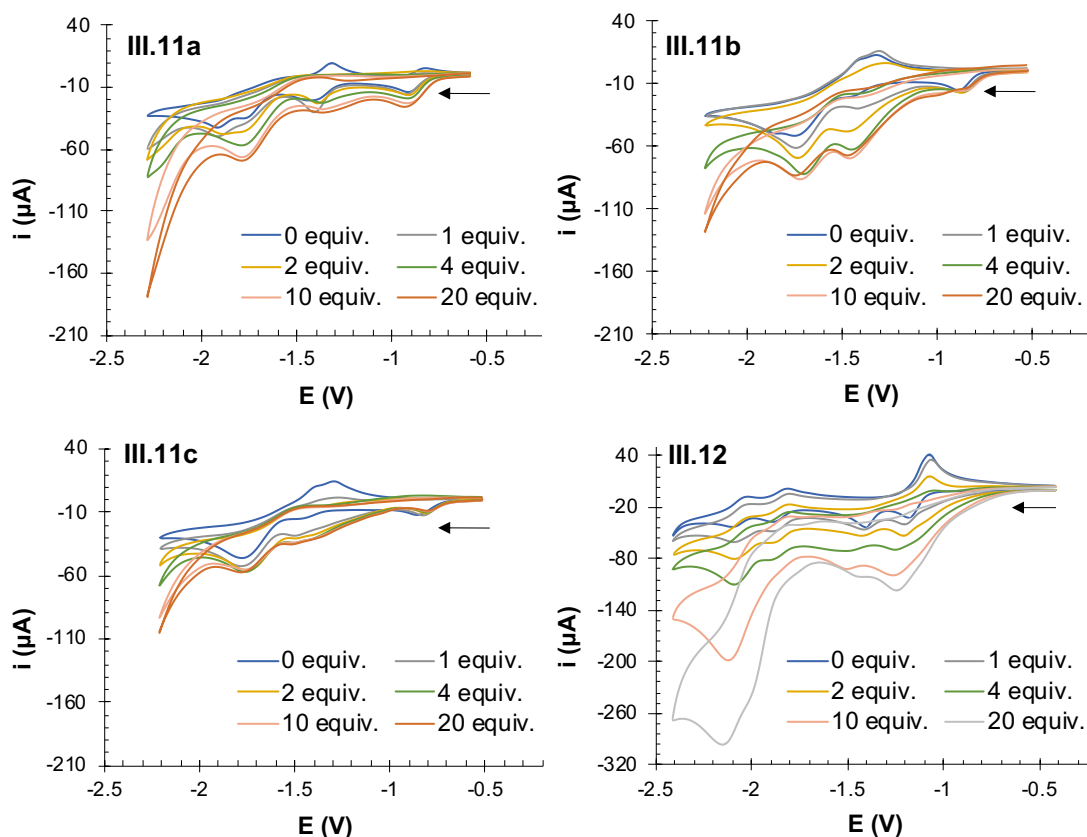 III.11a
40
-10
-60
-110
-160
-210
i (µA)
0 equiv. 1 equiv.
2 equiv. 4 equiv.
10 equiv. 20 equiv.
-2.5 -2 -1.5 -1 -0.5
E (V)
III.11b
40
-10
-60
-110
-160
-210
i (µA)
0 equiv. 1 equiv.
2 equiv. 4 equiv.
10 equiv. 20 equiv.
-2.5 -2 -1.5 -1 -0.5
E (V)
III.11c
40
-10
-60
-110
-160
-210
i (µA)
0 equiv. 1 equiv.
2 equiv. 4 equiv.
10 equiv. 20 equiv.
-2.5 -2 -1.5 -1 -0.5
E (V)
III.12
40
-20
-80
-140
-200
-260
-320
i (µA)
0 equiv. 1 equiv.
2 equiv. 4 equiv.
10 equiv. 20 equiv.
-2.5 -2 -1.5 -1 -0.5
E (V)